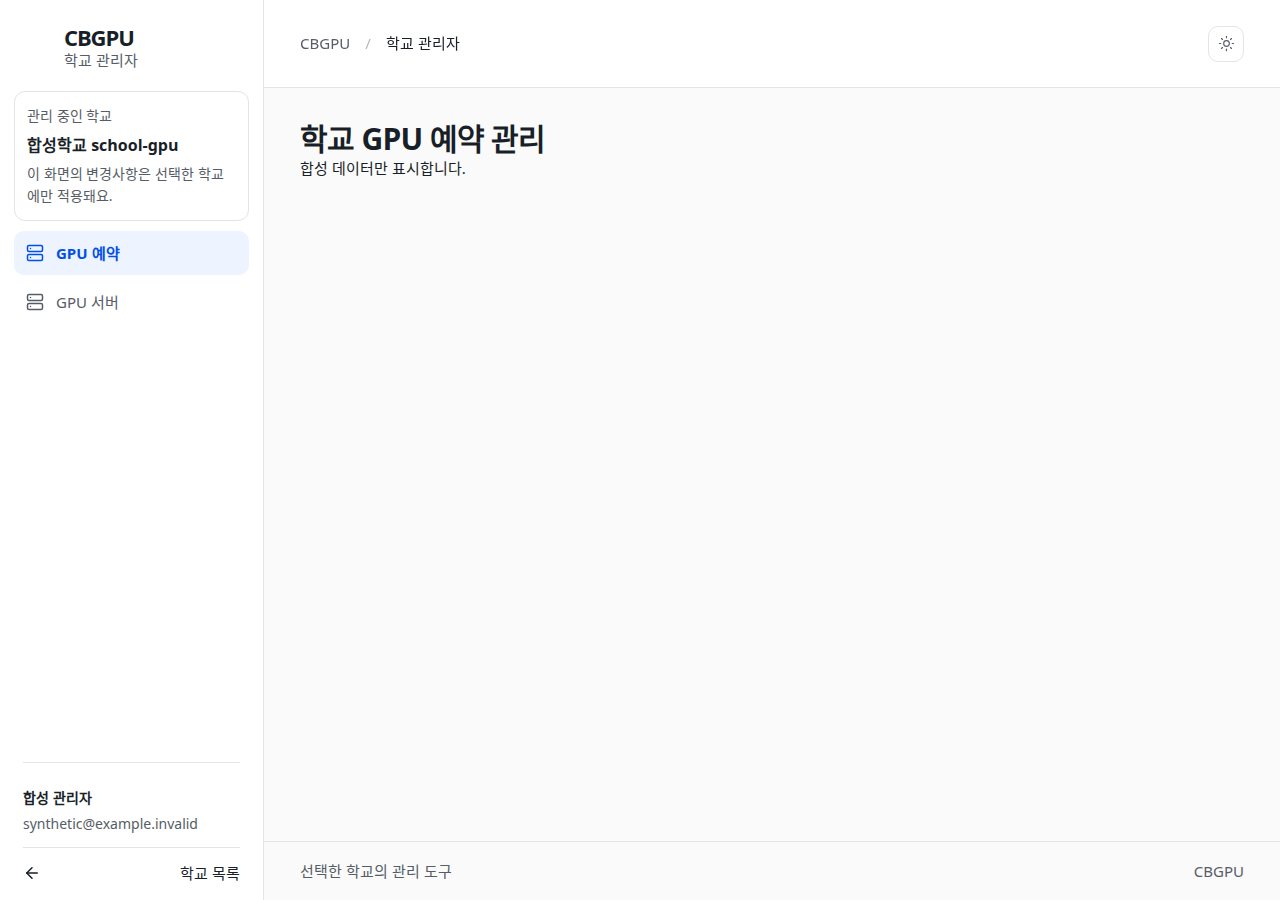 CBGPU
학교 관리자
관리 중인 학교
합성학교 school-gpu
이 화면의 변경사항은 선택한 학교
에만 적용돼요.
GPU 예약
GPU 서버
합성 관리자
synthetic@example.invalid
학교 목록
CBGPU / 학교 관리자
학교 GPU 예약 관리
합성 데이터만 표시합니다.
선택한 학교의 관리 도구
CBGPU